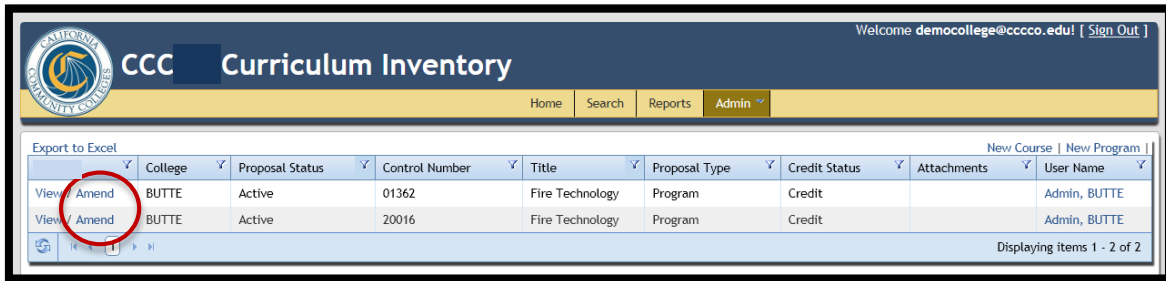 Welcome democollege@cccco.edu! [ Sign Out ]
CALIFORNIA COMMUNITY COLLEGES
CCC Curriculum Inventory
Home Search Reports Admin
Export to Excel New Course | New Program |
College Proposal Status Control Number Title Proposal Type Credit Status Attachments User Name
View / Amend BUTTE Active 01362 Fire Technology Program Credit Admin, BUTTE
View / Amend BUTTE Active 20016 Fire Technology Program Credit Admin, BUTTE
1 Displaying items 1 - 2 of 2